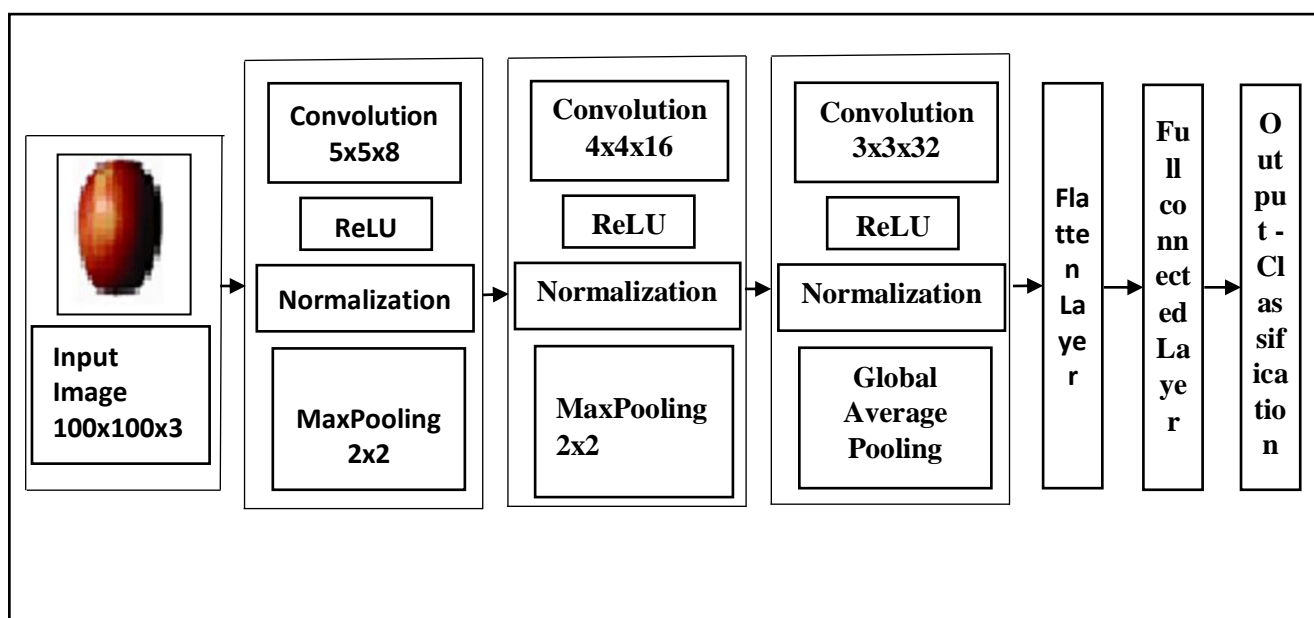 Input
Image
100x100x3
Convolution
5x5x8
ReLU
Normalization
MaxPooling
2x2
Convolution
4x4x16
ReLU
Normalization
MaxPooling
2x2
Convolution
3x3x32
ReLU
Normalization
Global
Average
Pooling
Fla
tte
n
La
ye
r
Fu
ll
co
nn
ect
ed
La
ye
r
O
ut
pu
t -
Cl
as
sif
ica
tio
n